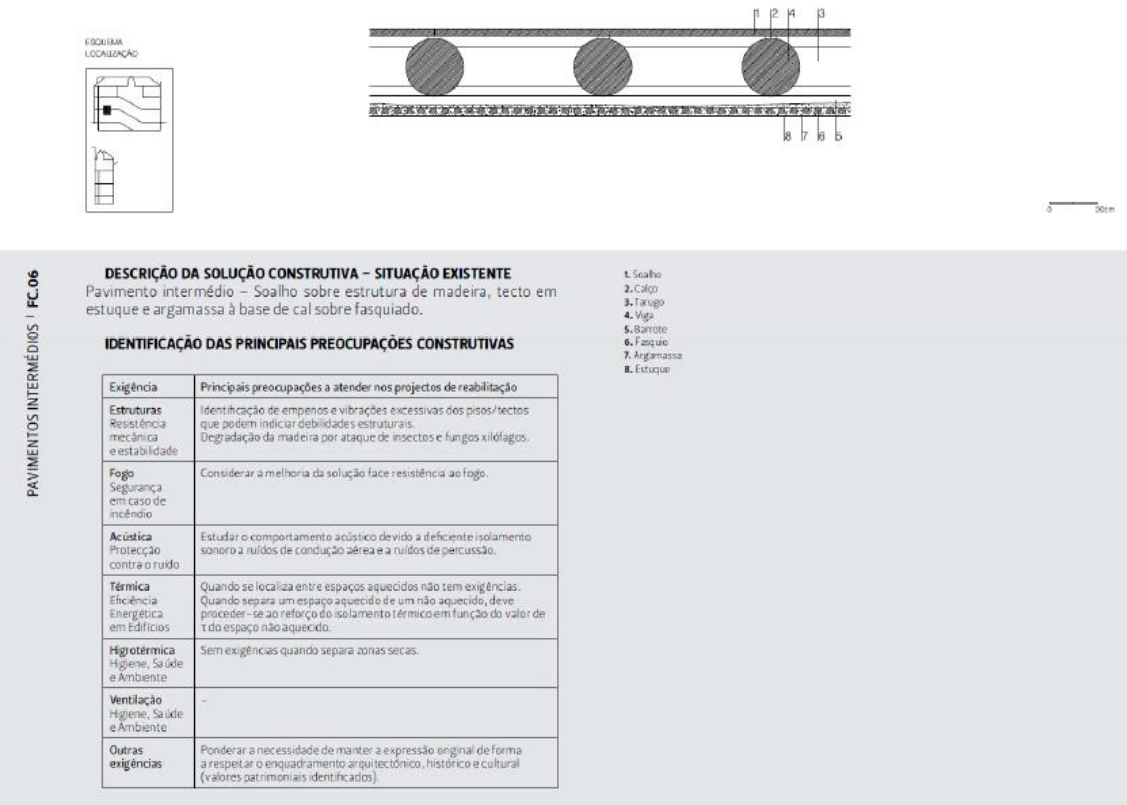 ESQUEMA
LOCALIZAÇÃO
1 2 4 3
8 7 6 5
0 20cm
PAVIMENTOS INTERMÉDIOS | FC.06
DESCRIÇÃO DA SOLUÇÃO CONSTRUTIVA – SITUAÇÃO EXISTENTE
Pavimento intermédio – Soalho sobre estrutura de madeira, tecto em
estuque e argamassa à base de cal sobre fasquiado.
IDENTIFICAÇÃO DAS PRINCIPAIS PREOCUPAÇÕES CONSTRUTIVAS
Exigência
Principais preocupações a atender nos projectos de reabilitação
Estruturas
Resistência
mecânica
e estabilidade
Identificação de empenos e vibrações excessivas dos pisos/tectos
que podem indiciar debilidades estruturais.
Degradação da madeira por ataque de insectos e fungos xilófagos.
Fogo
Segurança
em caso de
incêndio
Considerar a melhoria da solução face resistência ao fogo.
Acústica
Protecção
contra o ruído
Estudar o comportamento acústico devido a deficiente isolamento
sonoro a ruídos de condução aérea e a ruídos de percussão.
Térmica
Eficiência
Energética
em Edifícios
Quando se localiza entre espaços aquecidos não tem exigências.
Quando separa um espaço aquecido de um não aquecido, deve
proceder-se ao reforço do isolamento térmico em função do valor de
τ do espaço não aquecido.
Higrotérmica
Higiene, Saúde
e Ambiente
Sem exigências quando separa zonas secas.
Ventilação
Higiene, Saúde
e Ambiente
–
Outras
exigências
Ponderar a necessidade de manter a expressão original de forma
a respeitar o enquadramento arquitectónico, histórico e cultural
(valores patrimoniais identificados).
1. Soalho
2. Calço
3. Tarugo
4. Viga
5. Barrote
6. Fasquio
7. Argamassa
8. Estuque